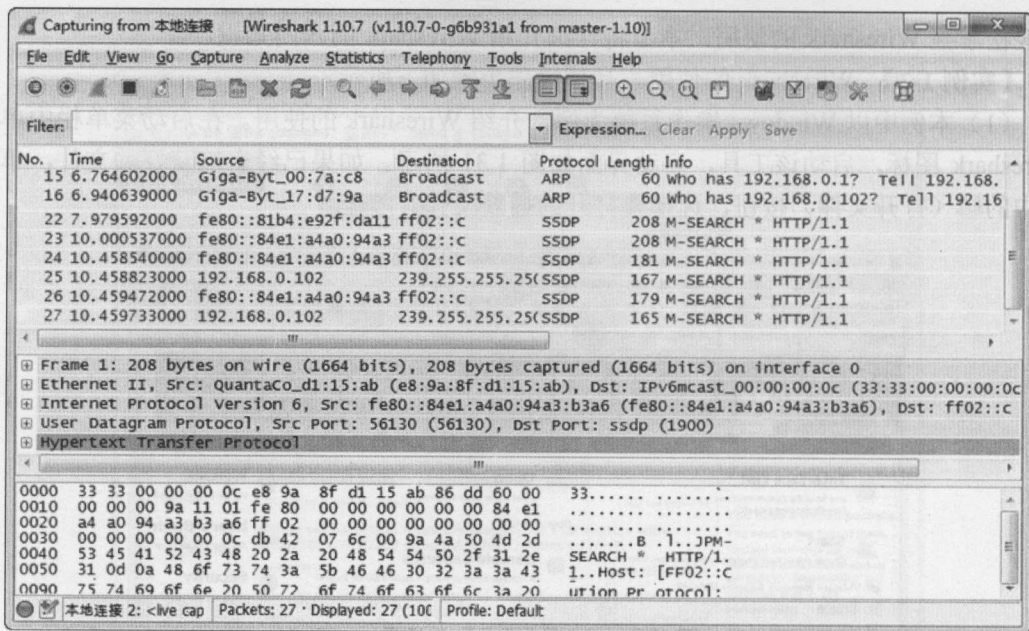 Capturing from 本地连接 [Wireshark 1.10.7 (v1.10.7-0-g6b931a1 from master-1.10)]
File Edit View Go Capture Analyze Statistics Telephony Tools Internals Help
Filter: Expression... Clear Apply Save
No. Time Source Destination Protocol Length Info
15 6.764602000 Giga-Byt_00:7a:c8 Broadcast ARP 60 who has 192.168.0.1? Tell 192.168.
16 6.940639000 Giga-Byt_17:d7:9a Broadcast ARP 60 who has 192.168.0.102? Tell 192.16
22 7.979592000 fe80::81b4:e92f:da11 ff02::c SSDP 208 M-SEARCH * HTTP/1.1
23 10.000537000 fe80::84e1:a4a0:94a3 ff02::c SSDP 208 M-SEARCH * HTTP/1.1
24 10.458540000 fe80::84e1:a4a0:94a3 ff02::c SSDP 181 M-SEARCH * HTTP/1.1
25 10.458823000 192.168.0.102 239.255.255.25( SSDP 167 M-SEARCH * HTTP/1.1
26 10.459472000 fe80::84e1:a4a0:94a3 ff02::c SSDP 179 M-SEARCH * HTTP/1.1
27 10.459733000 192.168.0.102 239.255.255.25( SSDP 165 M-SEARCH * HTTP/1.1
Frame 1: 208 bytes on wire (1664 bits), 208 bytes captured (1664 bits) on interface 0
Ethernet II, Src: QuantaCo_d1:15:ab (e8:9a:8f:d1:15:ab), Dst: IPv6mcast_00:00:00:0c (33:33:00:00:00:0c
Internet Protocol Version 6, Src: fe80::84e1:a4a0:94a3:b3a6 (fe80::84e1:a4a0:94a3:b3a6), Dst: ff02::c
User Datagram Protocol, Src Port: 56130 (56130), Dst Port: ssdp (1900)
Hypertext Transfer Protocol
0000 33 33 00 00 00 0c e8 9a 8f d1 15 ab 86 dd 60 00 33...... ......`.
0010 00 00 00 9a 11 01 fe 80 00 00 00 00 00 00 84 e1 ........ ........
0020 a4 a0 94 a3 b3 a6 ff 02 00 00 00 00 00 00 00 00 ........ ........
0030 00 00 00 00 00 0c db 42 07 6c 00 9a 4a 50 4d 2d .......B .l..JPM-
0040 53 45 41 52 43 48 20 2a 20 48 54 54 50 2f 31 2e SEARCH * HTTP/1.
0050 31 0d 0a 48 6f 73 74 3a 5b 46 46 30 32 3a 3a 43 1..Host: [FF02::C
0090 75 74 69 6f 6e 20 50 72 6f 74 6f 63 6f 6c 3a 20 ution Pr otocol:
本地连接 2: <live cap Packets: 27 · Displayed: 27 (100 Profile: Default